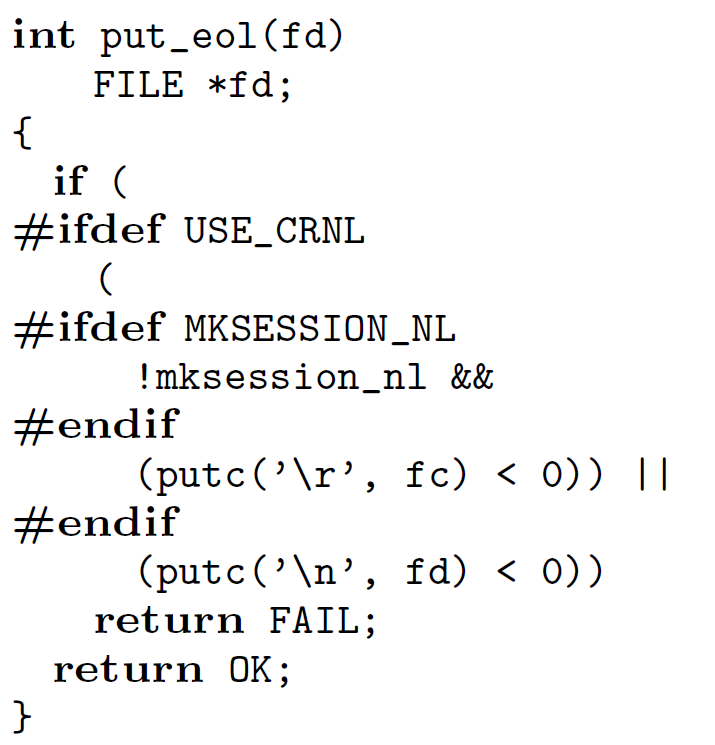 int put_eol(fd)
FILE *fd;
{
if (
#ifdef USE_CRNL
(
#ifdef MKSESSION_NL
!mksession_nl &&
#endif
(putc('\r', fc) < 0)) ||
#endif
(putc('\n', fd) < 0))
return FAIL;
return OK;
}